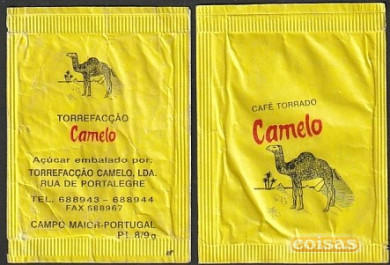 TORREFACÇÃO
Camelo
Açúcar embalado por:
TORREFACÇÃO CAMELO, LDA.
RUA DE PORTALEGRE
TEL. 688943 - 688944
FAX 688967
CAMPO MAIOR-PORTUGAL
P.I. 8/9g
CAFÉ TORRADO
Camelo
coisas